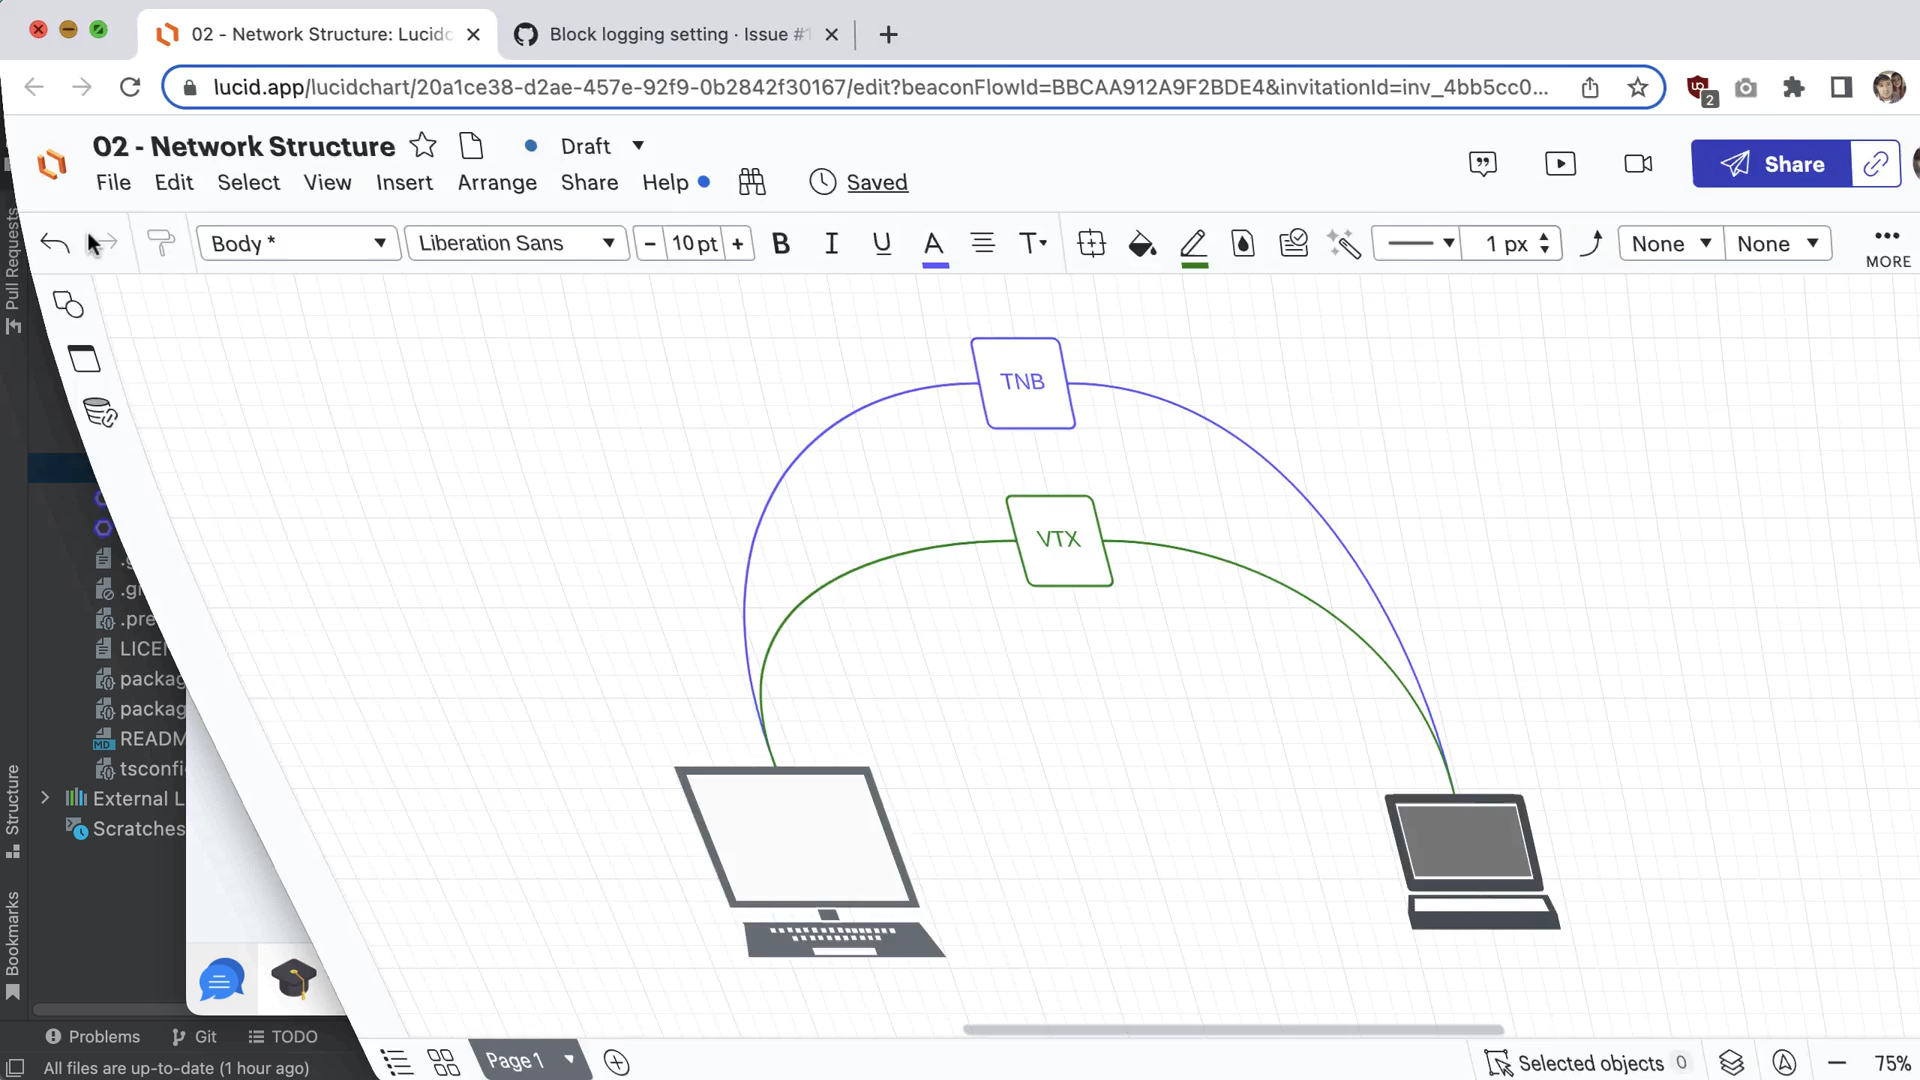 02 - Network Structure: Lucidc
Block logging setting · Issue #1
lucid.app/lucidchart/20a1ce38-d2ae-457e-92f9-0b2842f30167/edit?beaconFlowId=BBCAA912A9F2BDE4&invitationId=inv_4bb5cc0...
2
02 - Network Structure
Draft
File Edit Select View Insert Arrange Share Help
Saved
Share
Body *
Liberation Sans
- 10 pt +
B I U A T
1 px
None
None
MORE
Pull Requests
TNB
VTX
.g
.gi
.pre
LICEN
packag
packag
READM
tsconfi
External L
Scratches
Structure
Bookmarks
Problems Git TODO
All files are up-to-date (1 hour ago)
Page 1
Selected objects 0
75%